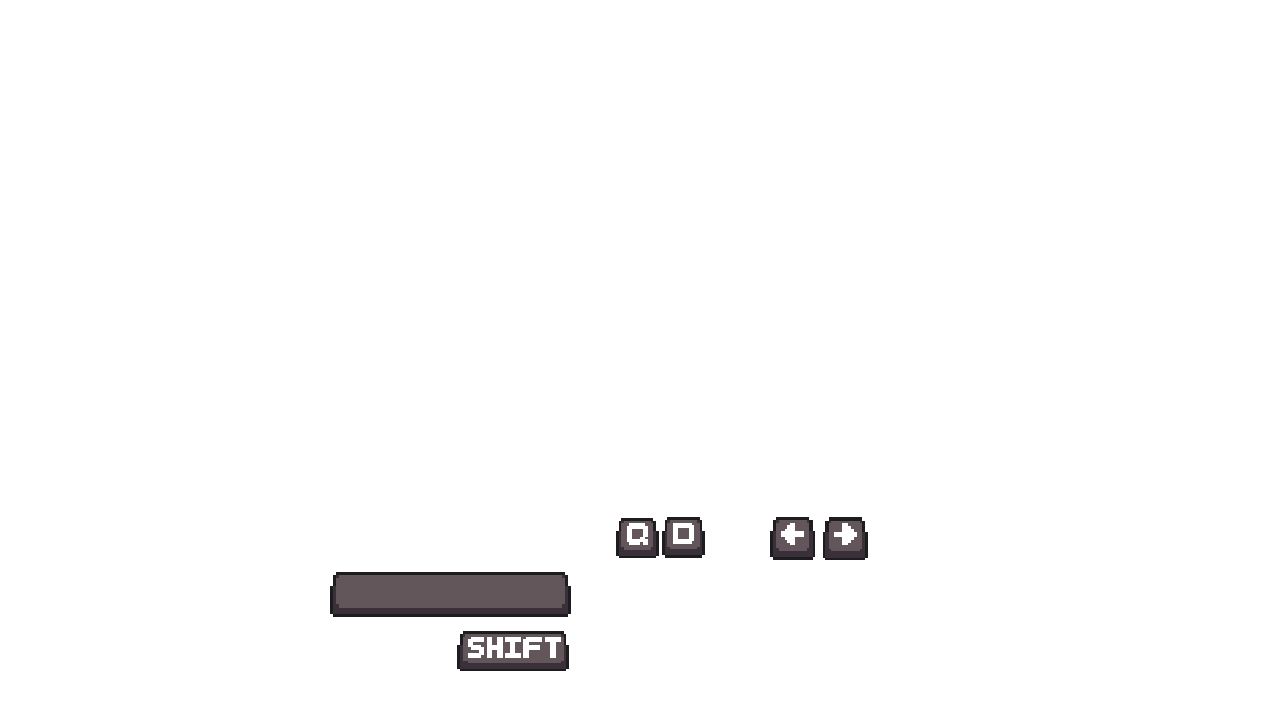 Q D ← →
SHIFT